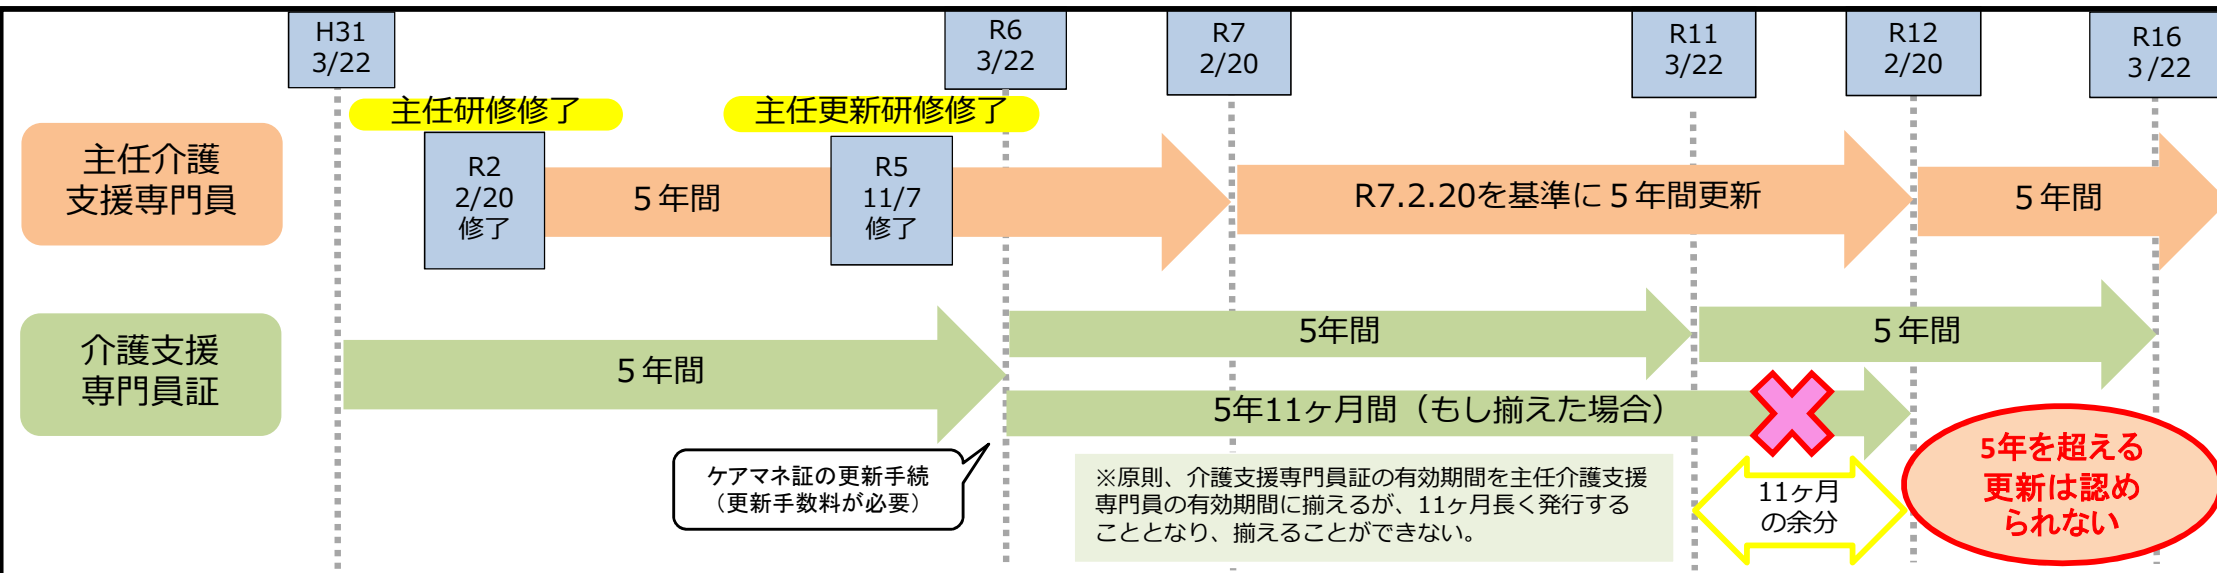 H31
3/22
R6
3/22
R7
2/20
R11
3/22
R12
2/20
R16
3/22
主任研修修了
主任更新研修修了
主任介護
支援専門員
R2
2/20
修了
５年間
R5
11/7
修了
R7.2.20を基準に５年間更新
５年間
介護支援
専門員証
５年間
5年間
５年間
5年11ヶ月間（もし揃えた場合）
ケアマネ証の更新手続
（更新手数料が必要）
※原則、介護支援専門員証の有効期間を主任介護支援
専門員の有効期間に揃えるが、11ヶ月長く発行する
こととなり、揃えることができない。
11ヶ月
の余分
5年を超える
更新は認め
られない